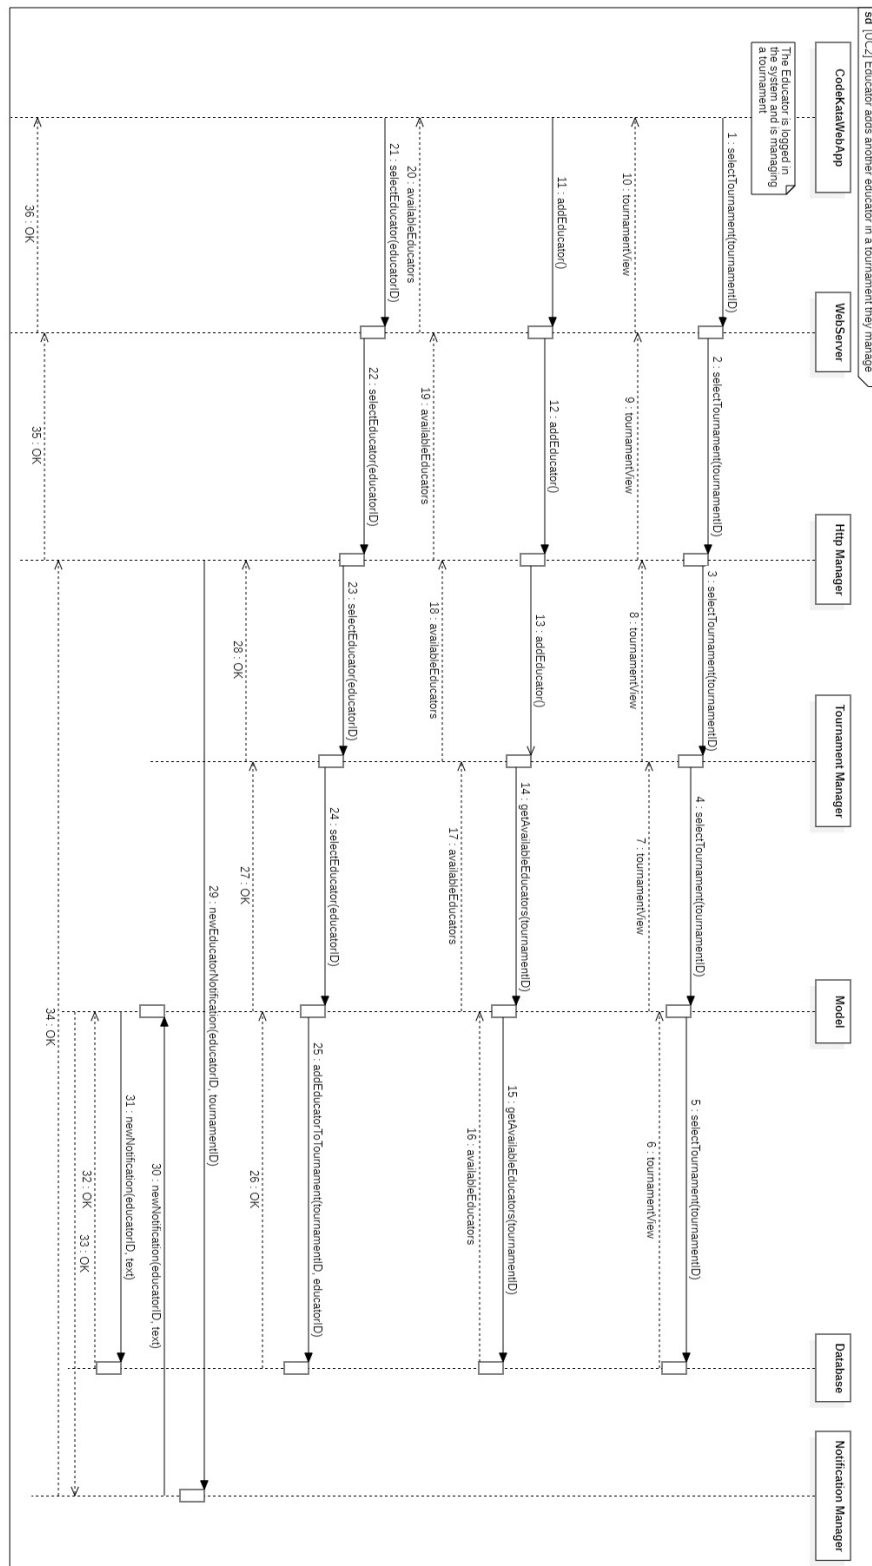 sd [UC2] Educator adds another educator in a tournament they manage
CodeKataWebApp
WebServer
Http Manager
Tournament Manager
Model
Database
Notification Manager
The Educator is logged in
the system and is managing
a tournament
1 : selectTournament(tournamentID)
2 : selectTournament(tournamentID)
3 : selectTournament(tournamentID)
4 : selectTournament(tournamentID)
5 : selectTournament(tournamentID)
6 : tournamentView
7 : tournamentView
8 : tournamentView
9 : tournamentView
10 : tournamentView
11 : addEducator()
12 : addEducator()
13 : addEducator()
14 : getAvailableEducators(tournamentID)
15 : getAvailableEducators(tournamentID)
16 : availableEducators
17 : availableEducators
18 : availableEducators
19 : availableEducators
20 : availableEducators
21 : selectEducator(educatorID)
22 : selectEducator(educatorID)
23 : selectEducator(educatorID)
24 : selectEducator(educatorID)
25 : addEducatorToTournament(tournamentID, educatorID)
26 : OK
27 : OK
28 : OK
29 : newEducatorNotification(educatorID, tournamentID)
30 : newNotification(educatorID, text)
31 : newNotification(educatorID, text)
32 : OK
33 : OK
34 : OK
35 : OK
36 : OK